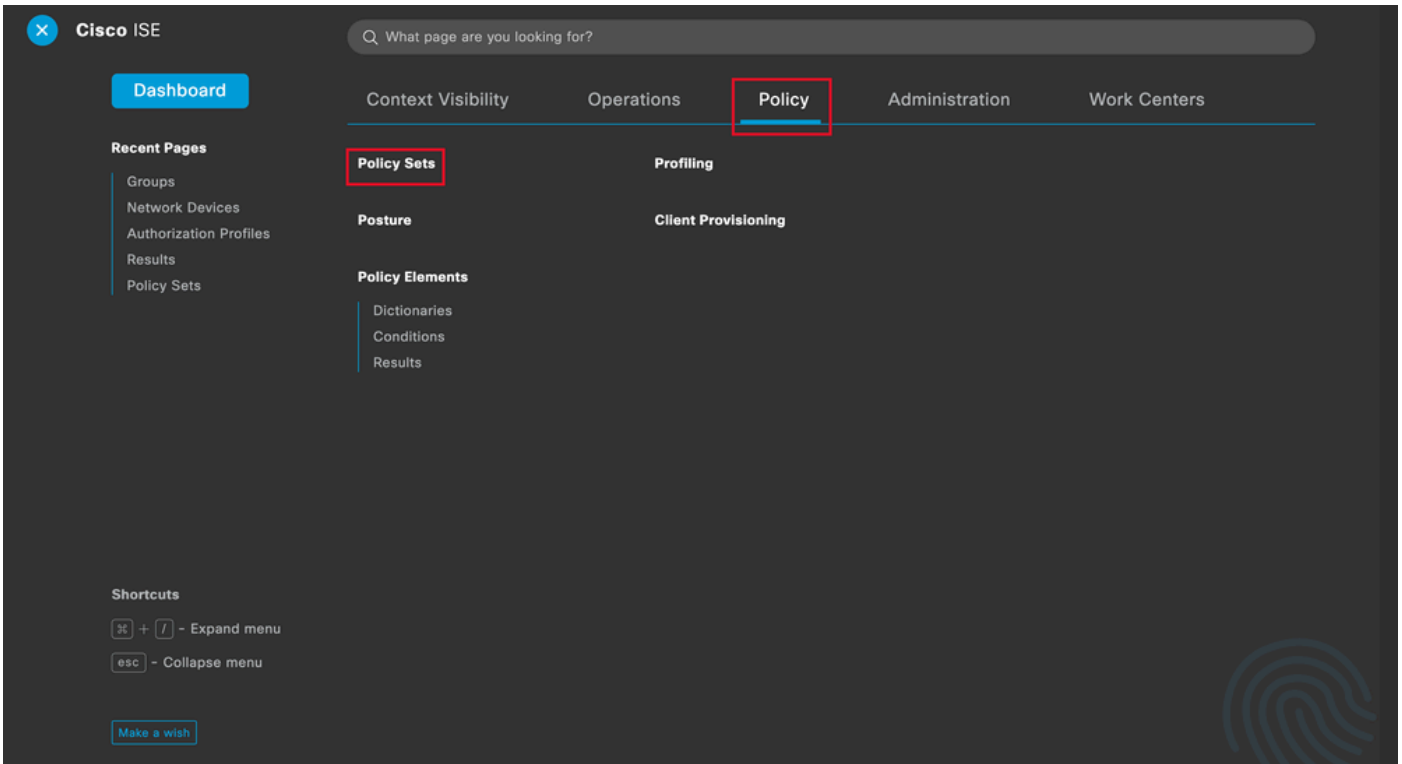 Cisco ISE
What page are you looking for?
Dashboard
Context Visibility
Operations
Policy
Administration
Work Centers
Recent Pages
Groups
Network Devices
Authorization Profiles
Results
Policy Sets
Policy Sets
Profiling
Posture
Client Provisioning
Policy Elements
Dictionaries
Conditions
Results
Shortcuts
⌘ + / - Expand menu
esc - Collapse menu
Make a wish